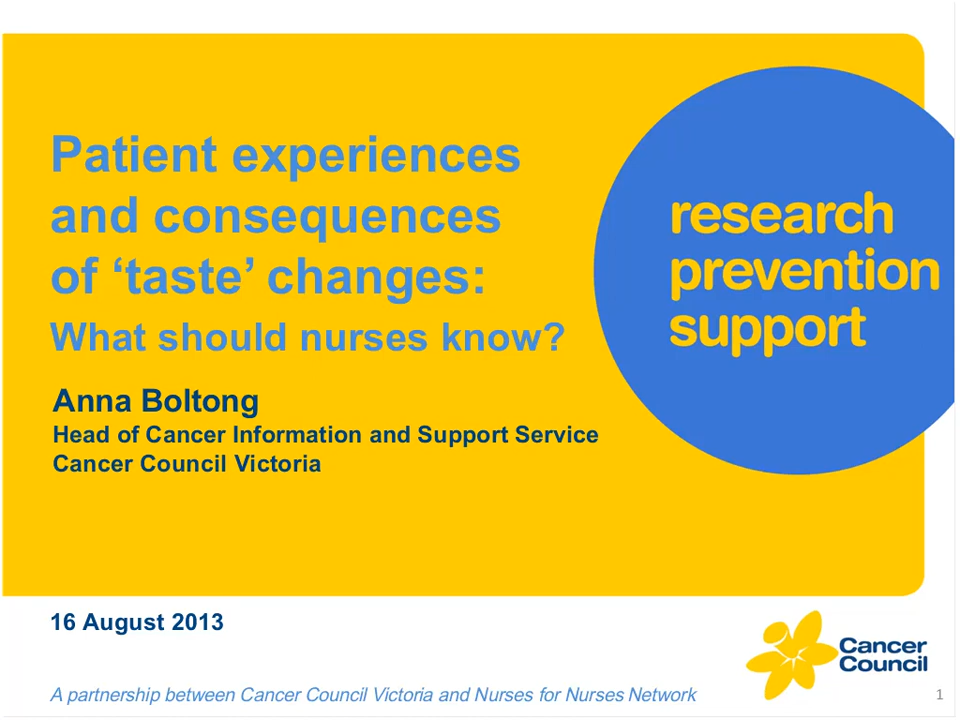 Patient experiences
and consequences
of ‘taste’ changes:
What should nurses know?
Anna Boltong
Head of Cancer Information and Support Service
Cancer Council Victoria
research
prevention
support
16 August 2013
Cancer
Council
A partnership between Cancer Council Victoria and Nurses for Nurses Network
1